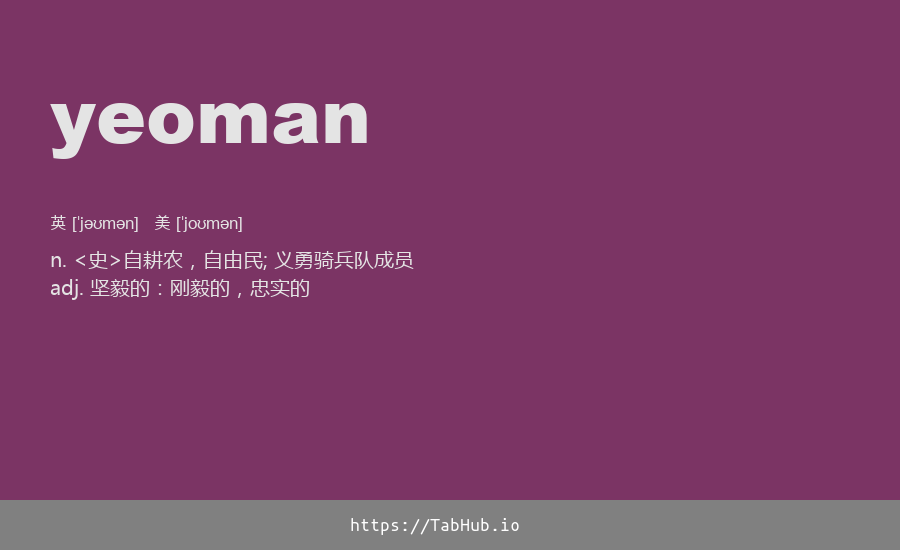 yeoman
英 ['jəʊmən] 美 ['joʊmən]
n. <史>自耕农，自由民; 义勇骑兵队成员
adj. 坚毅的：刚毅的，忠实的
https://TabHub.io